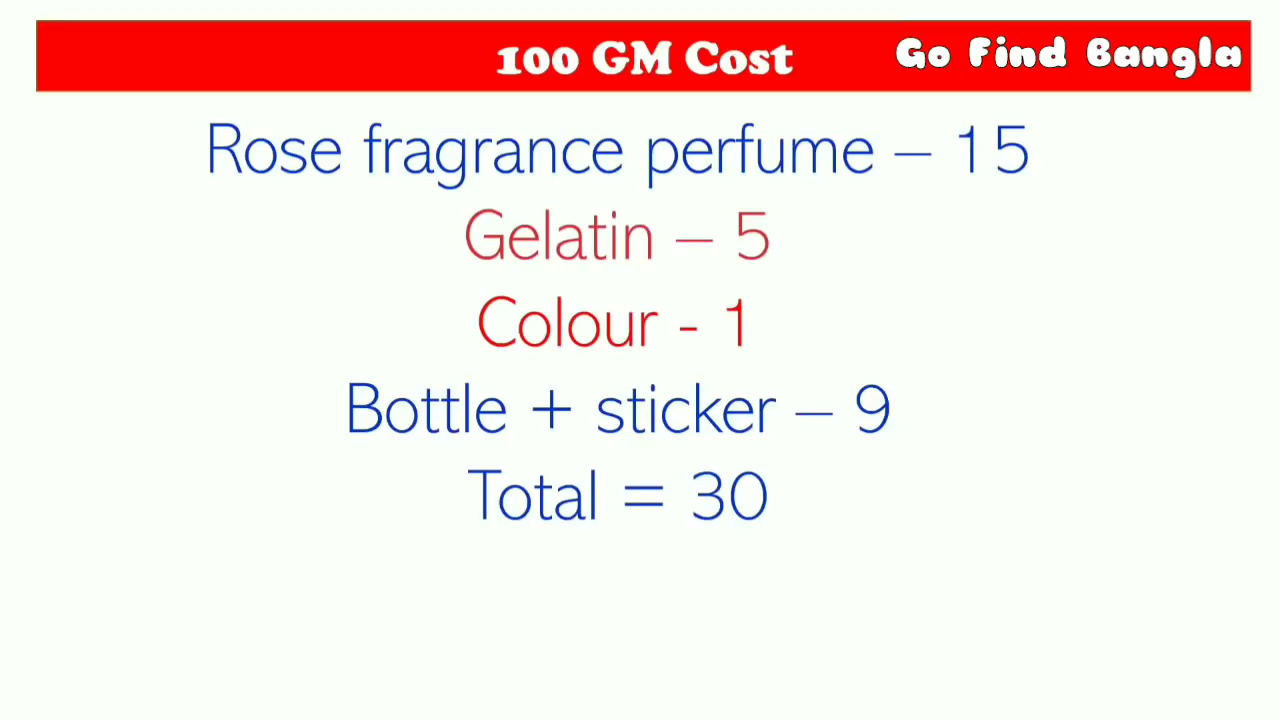 100 GM Cost
Go Find Bangla
Rose fragrance perfume – 15
Gelatin – 5
Colour - 1
Bottle + sticker – 9
Total = 30